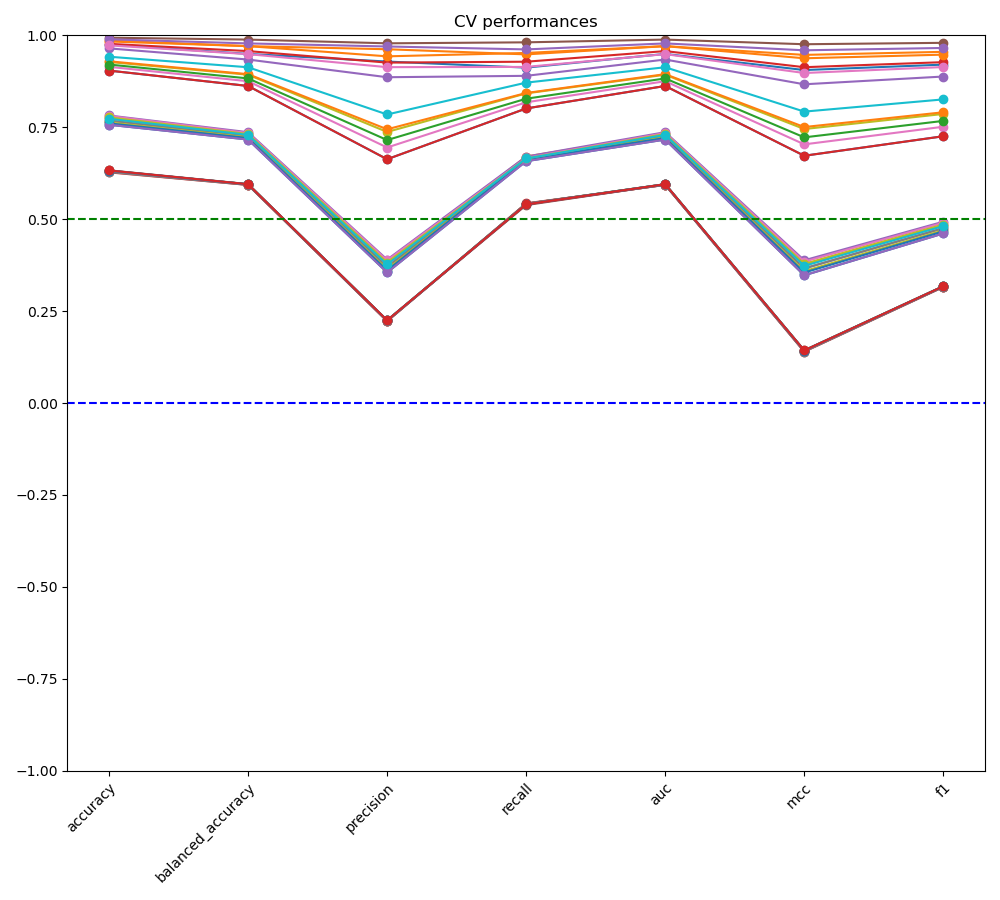 CV performances
1.00
0.75
0.50
0.25
0.00
−0.25
−0.50
−0.75
−1.00
accuracy
balanced_accuracy
precision
recall
auc
mcc
f1